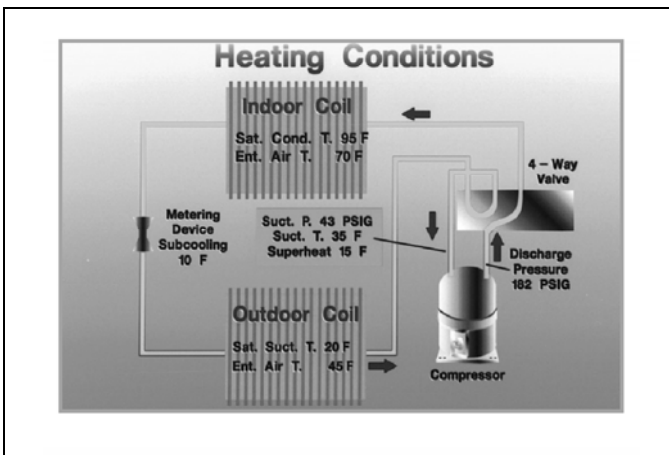 Heating Conditions
Indoor Coil
Sat. Cond. T. 95 F
Ent. Air T. 70 F
4 - Way
Valve
Metering
Device
Subcooling
10 F
Suct. P. 43 PSIG
Suct. T. 35 F
Superheat 15 F
Discharge
Pressure
182 PSIG
Outdoor Coil
Sat. Suct. T. 20 F
Ent. Air T. 45 F
Compressor